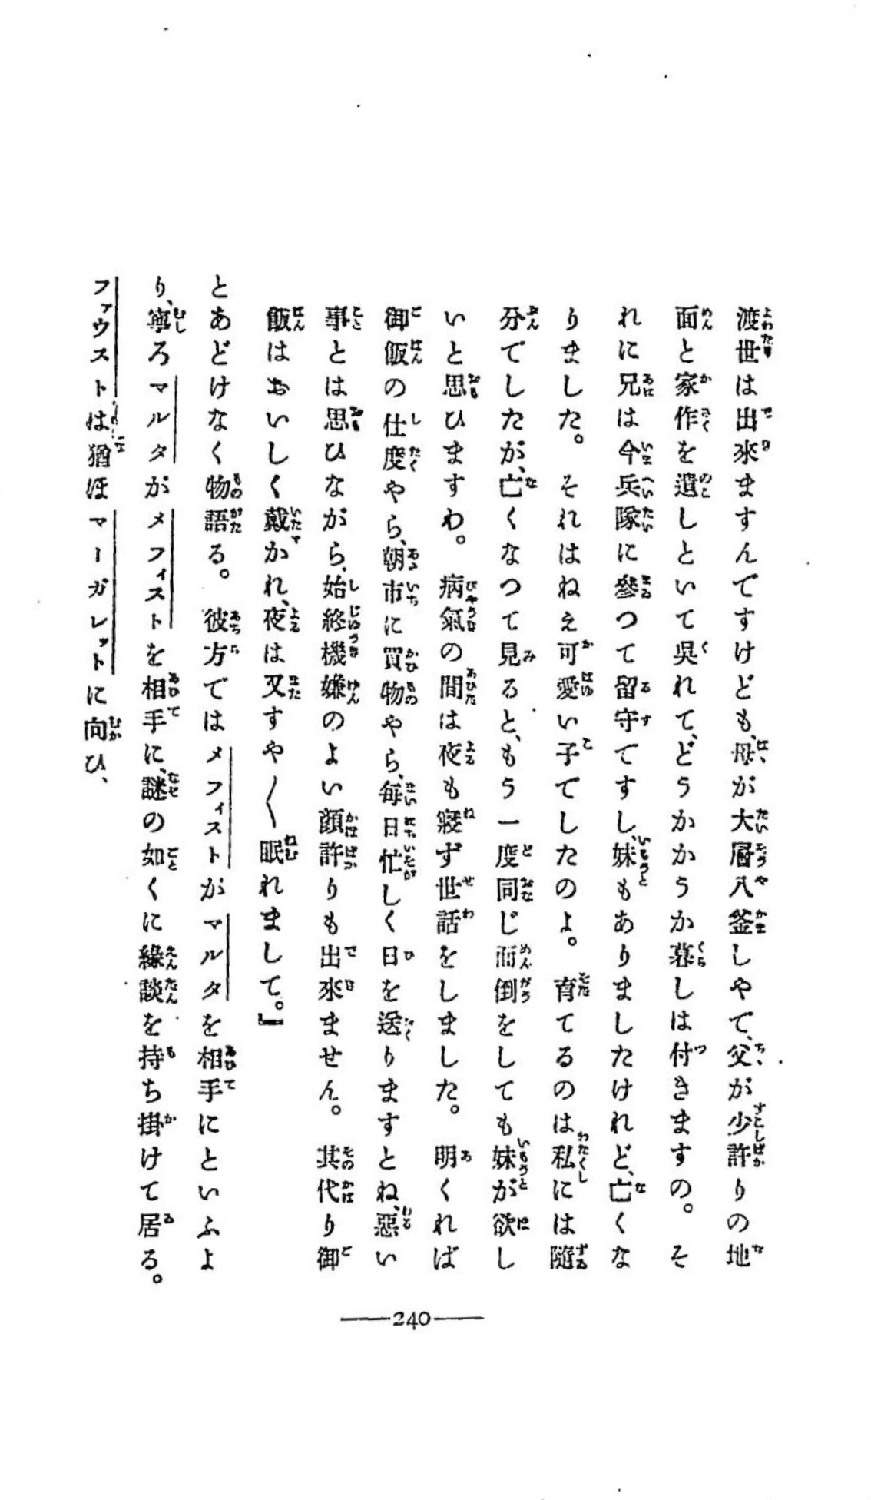 渡世は出來ますんですけども、母が大層八釜しやで、父が少許りの地
面と家作を遺しといて呉れて、どうかかうか暮しは付きますの。そ
れに兄は今兵隊に參つて留守てすし、妹もありましたけれど、亡くな
りました。それはねえ可愛い子でしたのよ。育てるのは私には隨
分でしたが、亡くなつて見ると、もう一度同じ面倒をしても妹が欲し
いと思ひますわ。病氣の間は夜も寢ず世話をしました。明くれば
御飯の仕度やら、朝市に買物やら、毎日忙しく日を送りますとね、惡い
事とは思ひながら、始終機嫌のよい顏許りも出來ません。其代り御
飯はおいしく戴かれ、夜は又すや〳〵眠れまして。』
とあどけなく物語る。彼方ではメフィストがマルタを相手にといふよ
り、寧ろマルタがメフィストを相手に、謎の如くに緣談を持ち掛けて居る。
ファウストは猶ほマーガレットに向ひ、
240